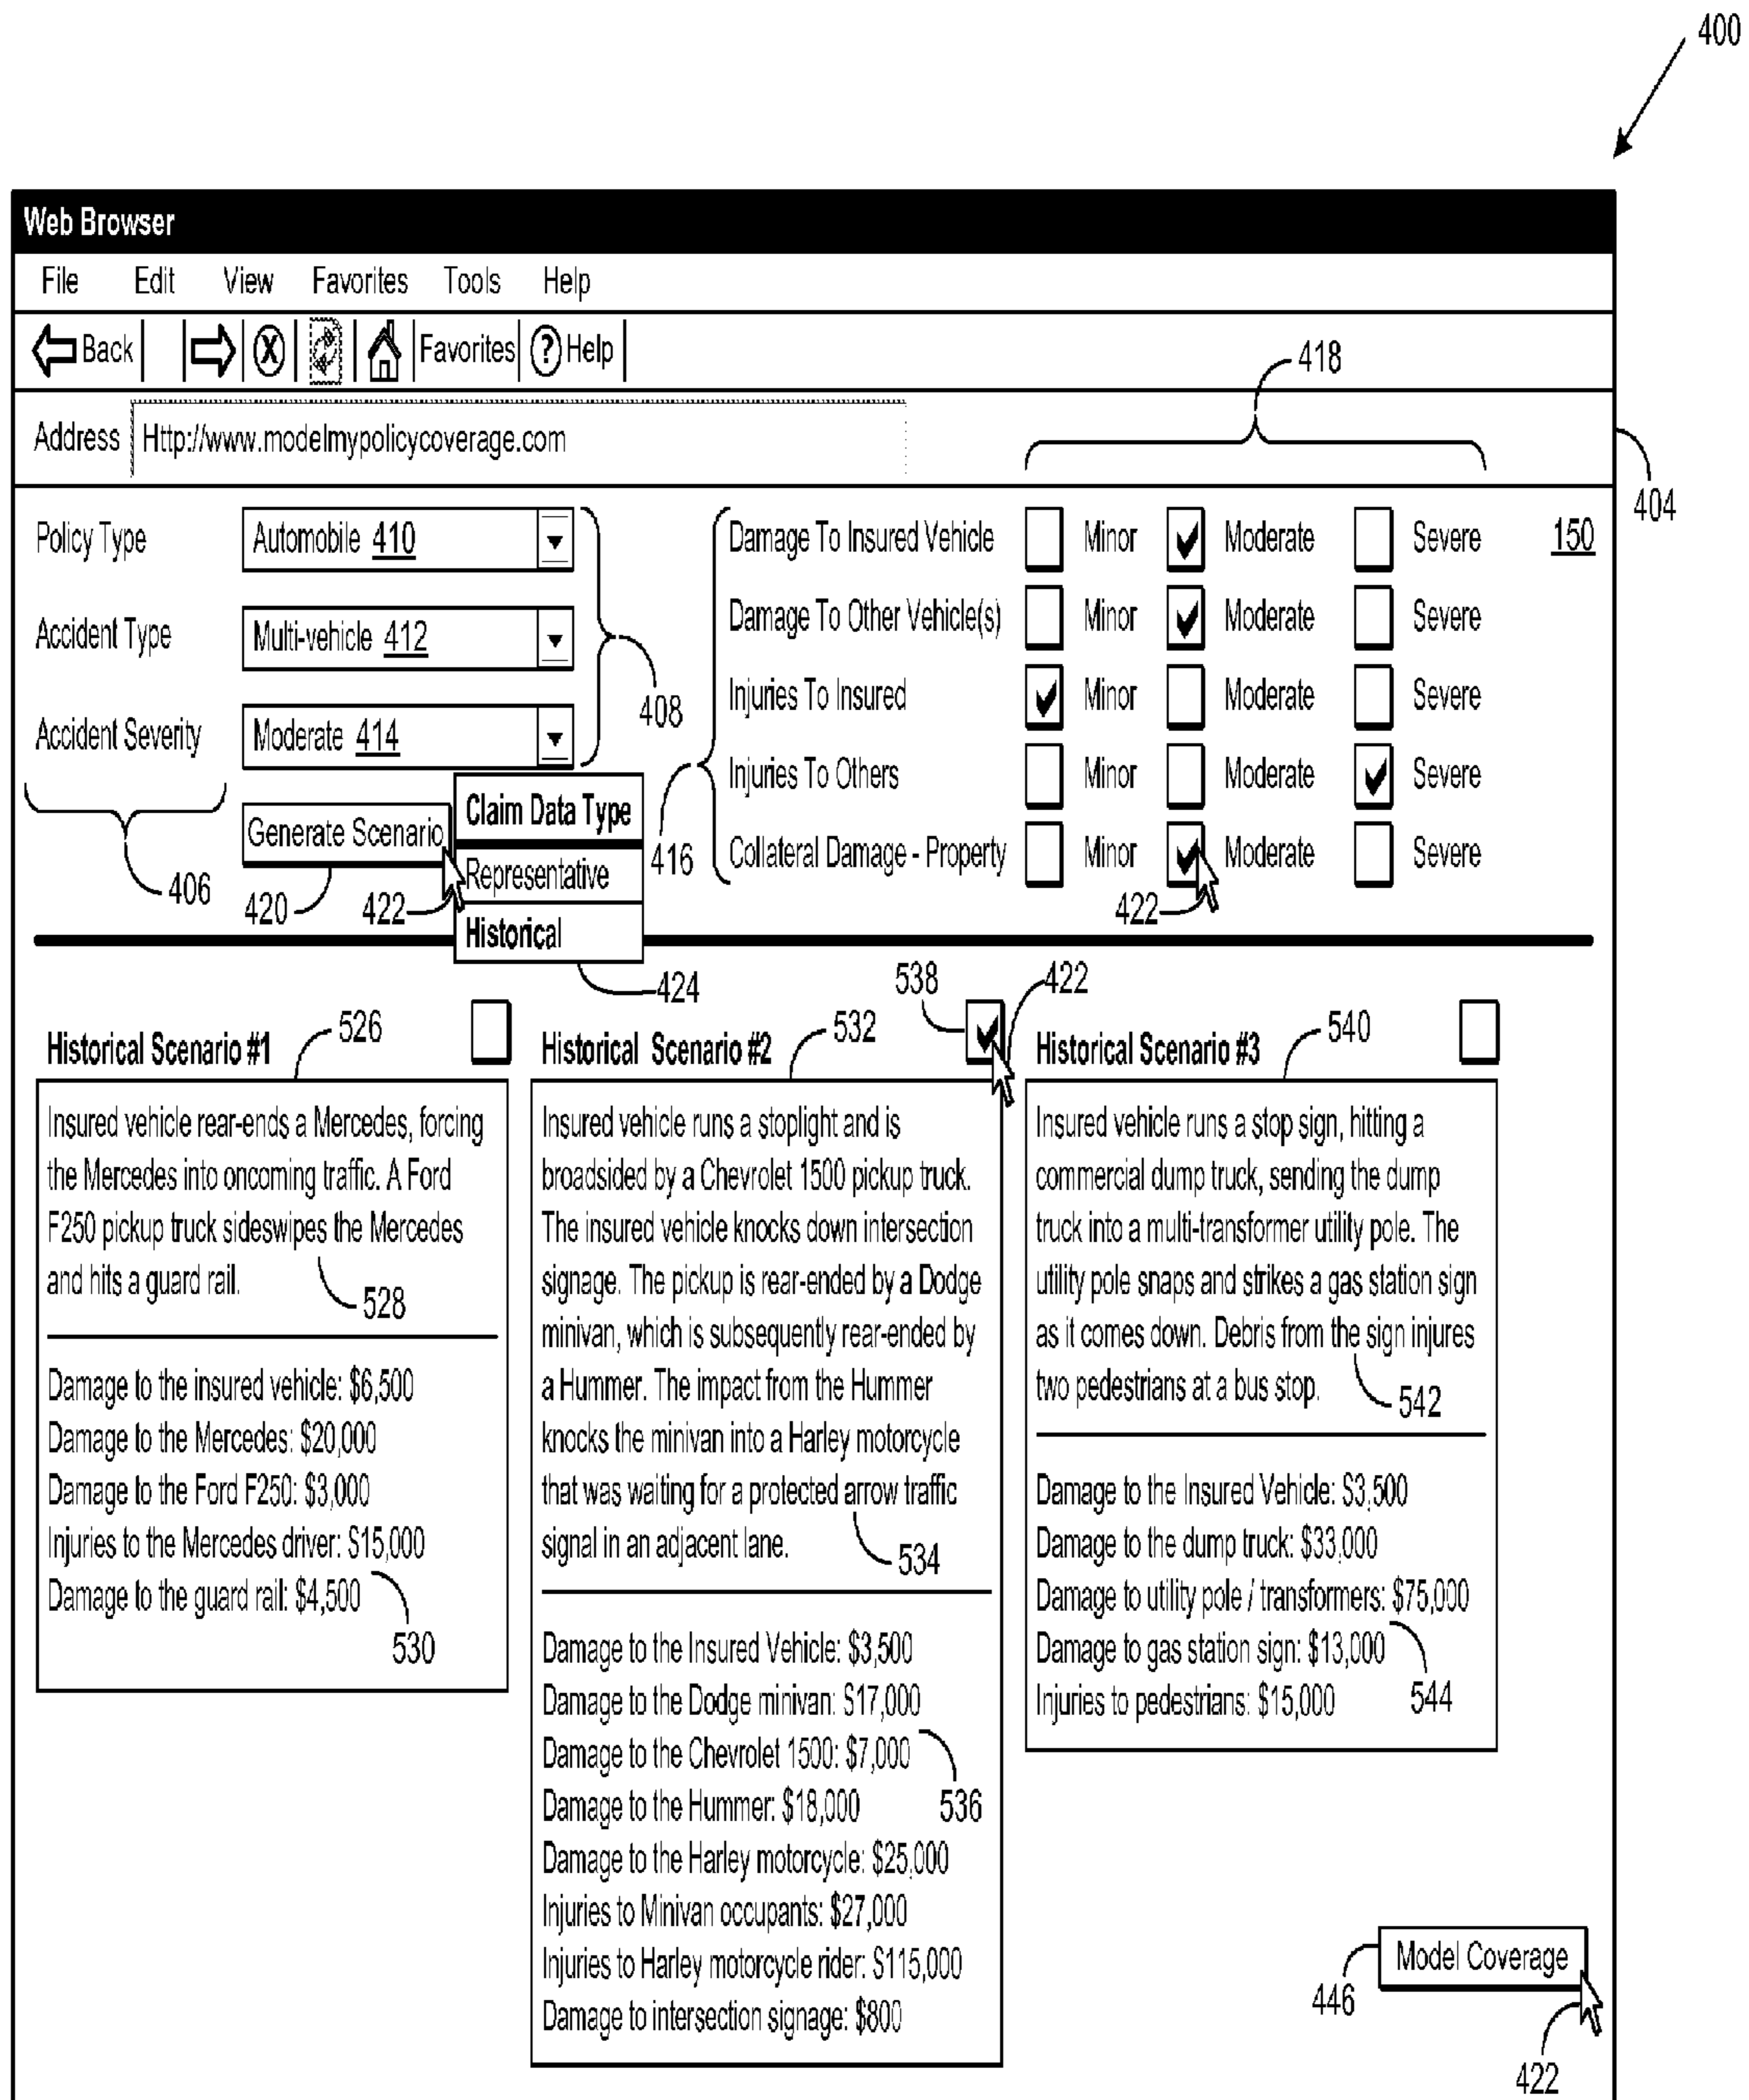 400
Web Browser
File Edit View Favorites Tools Help
Back X Favorites ? Help
418
Address Http://www.modelmypolicycoverage.com
404
Policy Type Automobile 410
Accident Type Multi-vehicle 412
Accident Severity Moderate 414
408
406
Generate Scenario
420
422
Claim Data Type
Representative
Historical
424
416
Damage To Insured Vehicle Minor Moderate Severe 150
Damage To Other Vehicle(s) Minor Moderate Severe
Injuries To Insured Minor Moderate Severe
Injuries To Others Minor Moderate Severe
Collateral Damage - Property Minor Moderate Severe
422
Historical Scenario #1 526
Insured vehicle rear-ends a Mercedes, forcing
the Mercedes into oncoming traffic. A Ford
F250 pickup truck sideswipes the Mercedes
and hits a guard rail.
528
Damage to the insured vehicle: $6,500
Damage to the Mercedes: $20,000
Damage to the Ford F250: $3,000
Injuries to the Mercedes driver: $15,000
Damage to the guard rail: $4,500
530
Historical Scenario #2 532
538
422
Insured vehicle runs a stoplight and is
broadsided by a Chevrolet 1500 pickup truck.
The insured vehicle knocks down intersection
signage. The pickup is rear-ended by a Dodge
minivan, which is subsequently rear-ended by
a Hummer. The impact from the Hummer
knocks the minivan into a Harley motorcycle
that was waiting for a protected arrow traffic
signal in an adjacent lane.
534
Damage to the Insured Vehicle: $3,500
Damage to the Dodge minivan: $17,000
Damage to the Chevrolet 1500: $7,000
Damage to the Hummer: $18,000
536
Damage to the Harley motorcycle: $25,000
Injuries to Minivan occupants: $27,000
Injuries to Harley motorcycle rider: $115,000
Damage to intersection signage: $800
Historical Scenario #3 540
Insured vehicle runs a stop sign, hitting a
commercial dump truck, sending the dump
truck into a multi-transformer utility pole. The
utility pole snaps and strikes a gas station sign
as it comes down. Debris from the sign injures
two pedestrians at a bus stop.
542
Damage to the Insured Vehicle: $3,500
Damage to the dump truck: $33,000
Damage to utility pole / transformers: $75,000
Damage to gas station sign: $13,000
Injuries to pedestrians: $15,000
544
Model Coverage
446
422